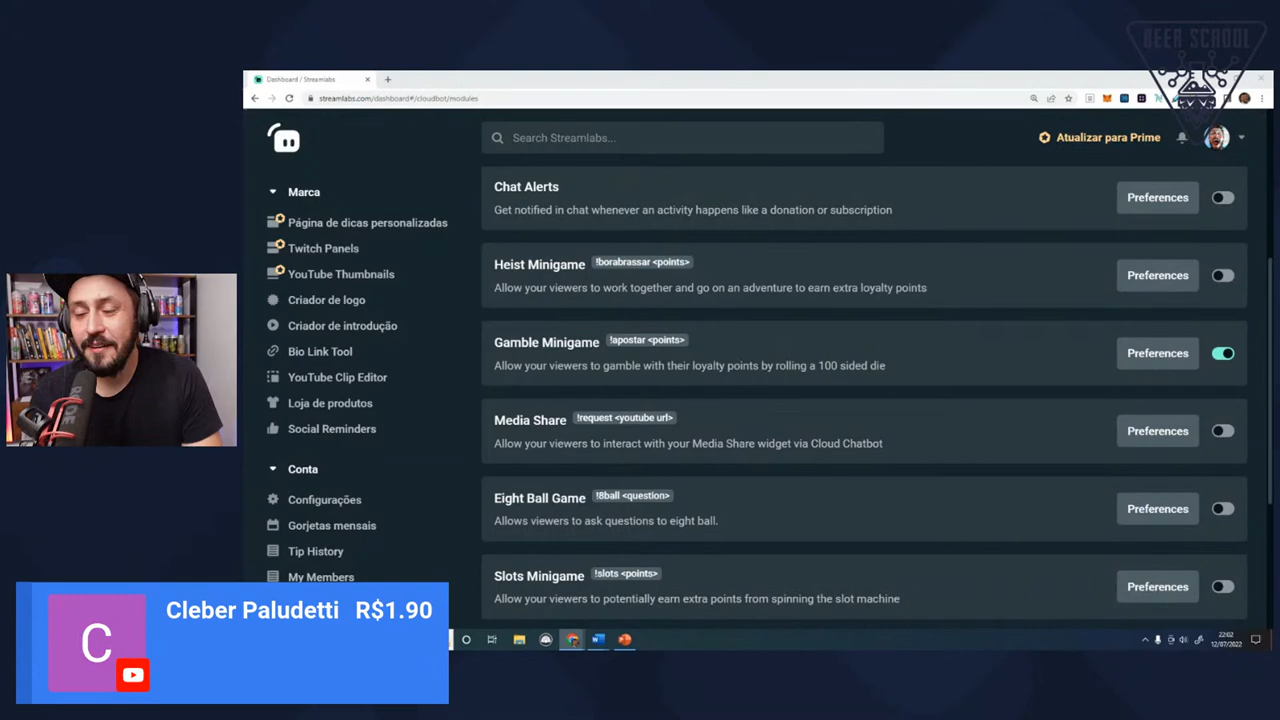 BEER SCHOOL
Dashboard / Streamlabs
streamlabs.com/dashboard#/cloudbot/modules
Search Streamlabs...
Atualizar para Prime
Marca
Página de dicas personalizadas
Twitch Panels
YouTube Thumbnails
Criador de logo
Criador de introdução
Bio Link Tool
YouTube Clip Editor
Loja de produtos
Social Reminders
Conta
Configurações
Gorjetas mensais
Tip History
My Members
Chat Alerts
Get notified in chat whenever an activity happens like a donation or subscription
Preferences
Heist Minigame !borabrassar <points>
Allow your viewers to work together and go on an adventure to earn extra loyalty points
Preferences
Gamble Minigame !apostar <points>
Allow your viewers to gamble with their loyalty points by rolling a 100 sided die
Preferences
Media Share !request <youtube url>
Allow your viewers to interact with your Media Share widget via Cloud Chatbot
Preferences
Eight Ball Game !8ball <question>
Allows viewers to ask questions to eight ball.
Preferences
Slots Minigame !slots <points>
Allow your viewers to potentially earn extra points from spinning the slot machine
Preferences
C
Cleber Paludetti R$1.90
22:02
12/07/2022
RODE